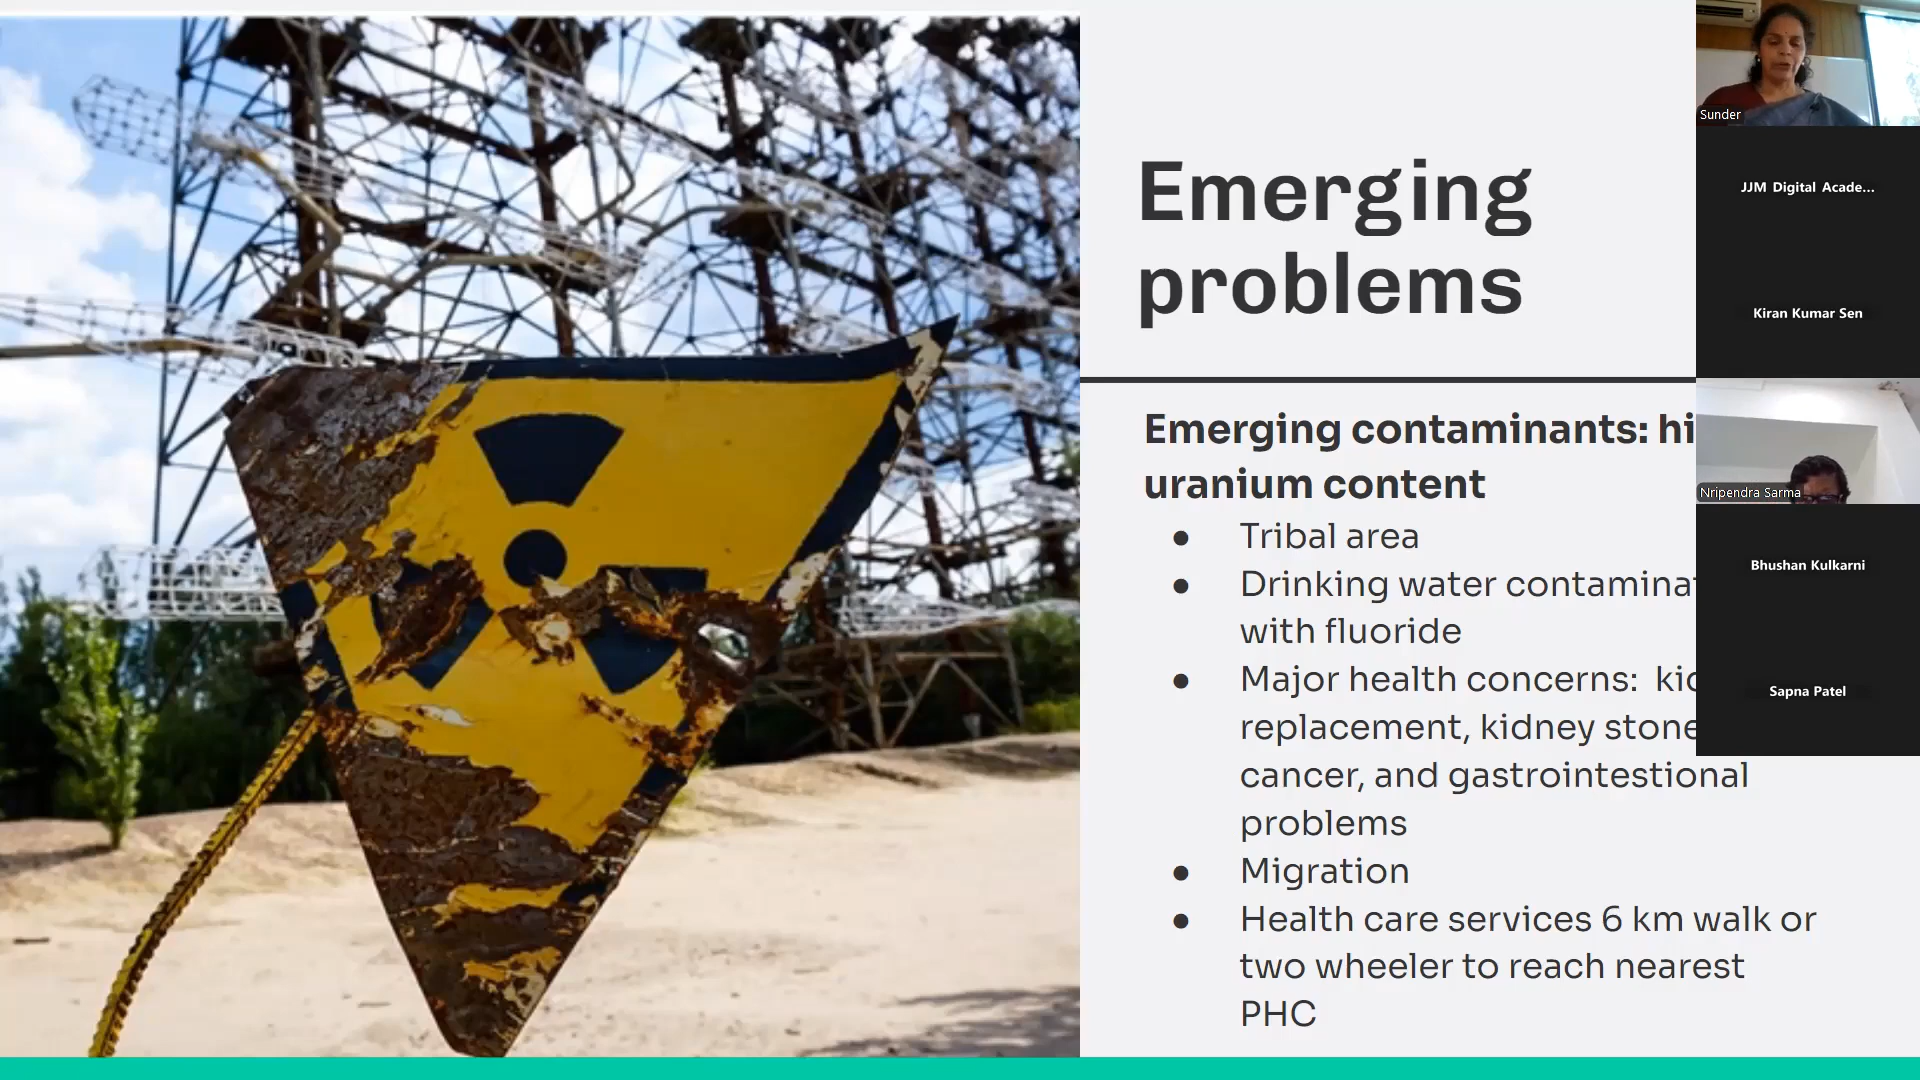 Emerging
problems
Emerging contaminants: hi
uranium content
● Tribal area
● Drinking water contamina
with fluoride
● Major health concerns: kid
replacement, kidney stone
cancer, and gastrointestional
problems
● Migration
● Health care services 6 km walk or
two wheeler to reach nearest
PHC
Sunder
JJM Digital Acade...
Kiran Kumar Sen
Nripendra Sarma
Bhushan Kulkarni
Sapna Patel